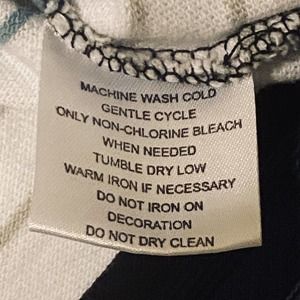 MACHINE WASH COLD
GENTLE CYCLE
ONLY NON-CHLORINE BLEACH
WHEN NEEDED
TUMBLE DRY LOW
WARM IRON IF NECESSARY
DO NOT IRON ON
DECORATION
DO NOT DRY CLEAN